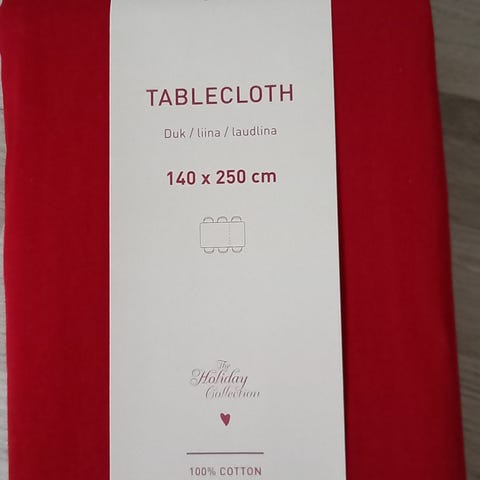 TABLECLOTH
Duk / liina / laudlina
140 x 250 cm
The
Holiday
Collection
100% COTTON